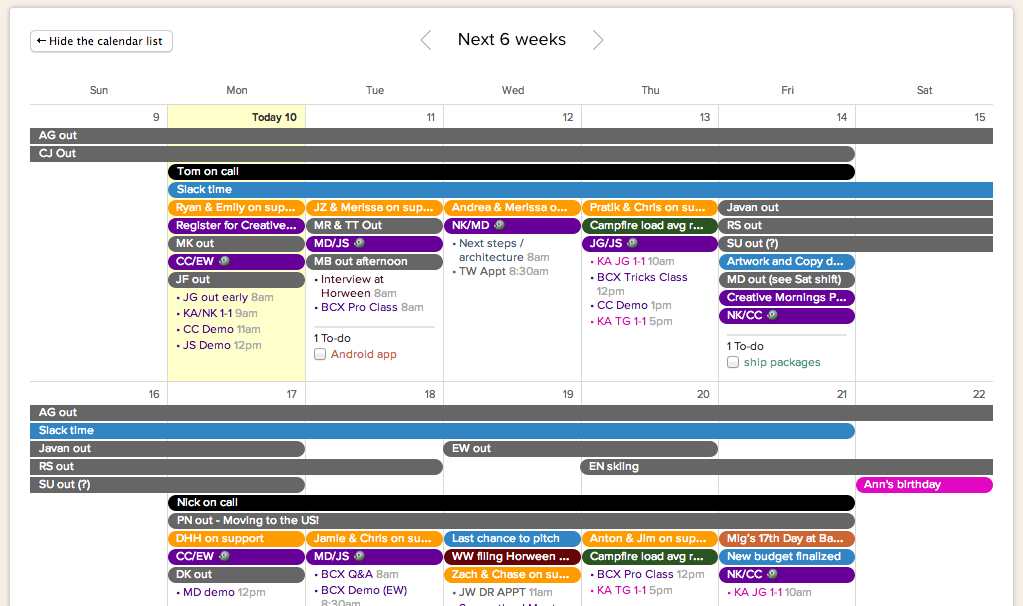 ← Hide the calendar list
Next 6 weeks
Sun Mon Tue Wed Thu Fri Sat
9 Today 10 11 12 13 14 15
AG out
CJ Out
Tom on call
Slack time
Ryan & Emily on sup... JZ & Merissa on sup... Andrea & Merissa o... Pratik & Chris on su... Javan out
Register for Creative... MR & TT Out NK/MD Campfire load avg r... RS out
MK out MD/JS JG/JS SU out (?)
CC/EW MB out afternoon Artwork and Copy d...
JF out MD out (see Sat shift)
Creative Mornings P...
NK/CC
• JG out early 8am
• KA/NK 1-1 9am
• CC Demo 11am
• JS Demo 12pm
• Interview at
Horween 8am
• BCX Pro Class 8am
1 To-do
Android app
• Next steps /
architecture 8am
• TW Appt 8:30am
• KA JG 1-1 10am
• BCX Tricks Class
12pm
• CC Demo 1pm
• KA TG 1-1 5pm
1 To-do
ship packages
16 17 18 19 20 21 22
AG out
Slack time
Javan out EW out
RS out EN skiing
SU out (?) Ann's birthday
Nick on call
PN out - Moving to the US!
DHH on support Jamie & Chris on su... Last chance to pitch Anton & Jim on sup... Mig's 17th Day at Ba...
CC/EW MD/JS WW filing Horween ... Campfire load avg r... New budget finalized
DK out Zach & Chase on su... NK/CC
• MD demo 12pm
• BCX Q&A 8am
• BCX Demo (EW)
8:30am
• JW DR APPT 11am
• BCX Pro Class 12pm
• KA TG 1-1 5pm
• KA JG 1-1 10am